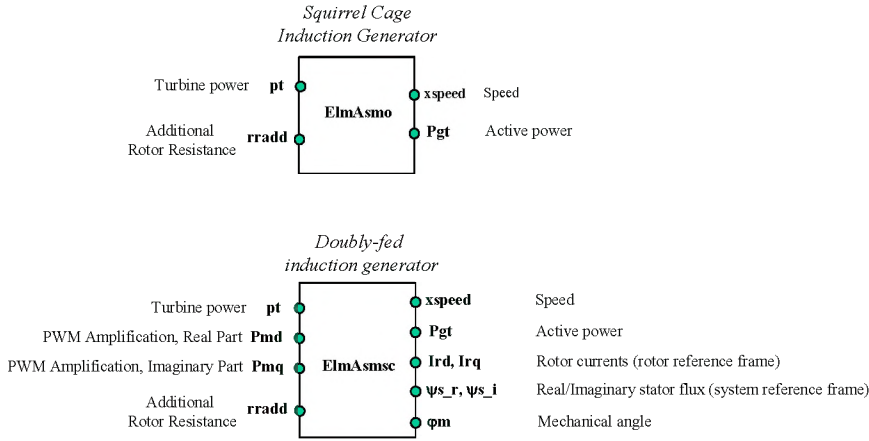 Squirrel Cage
Induction Generator
Turbine power pt
xspeed Speed
ElmAsmo
Additional
Rotor Resistance
rradd
Pgt Active power
Doubly-fed
induction generator
Turbine power pt
xspeed Speed
PWM Amplification, Real Part Pmd
Pgt Active power
PWM Amplification, Imaginary Part Pmq
ElmAsmsc
Ird, Irq Rotor currents (rotor reference frame)
ψs_r, ψs_i Real/Imaginary stator flux (system reference frame)
Additional
Rotor Resistance
rradd
φm Mechanical angle